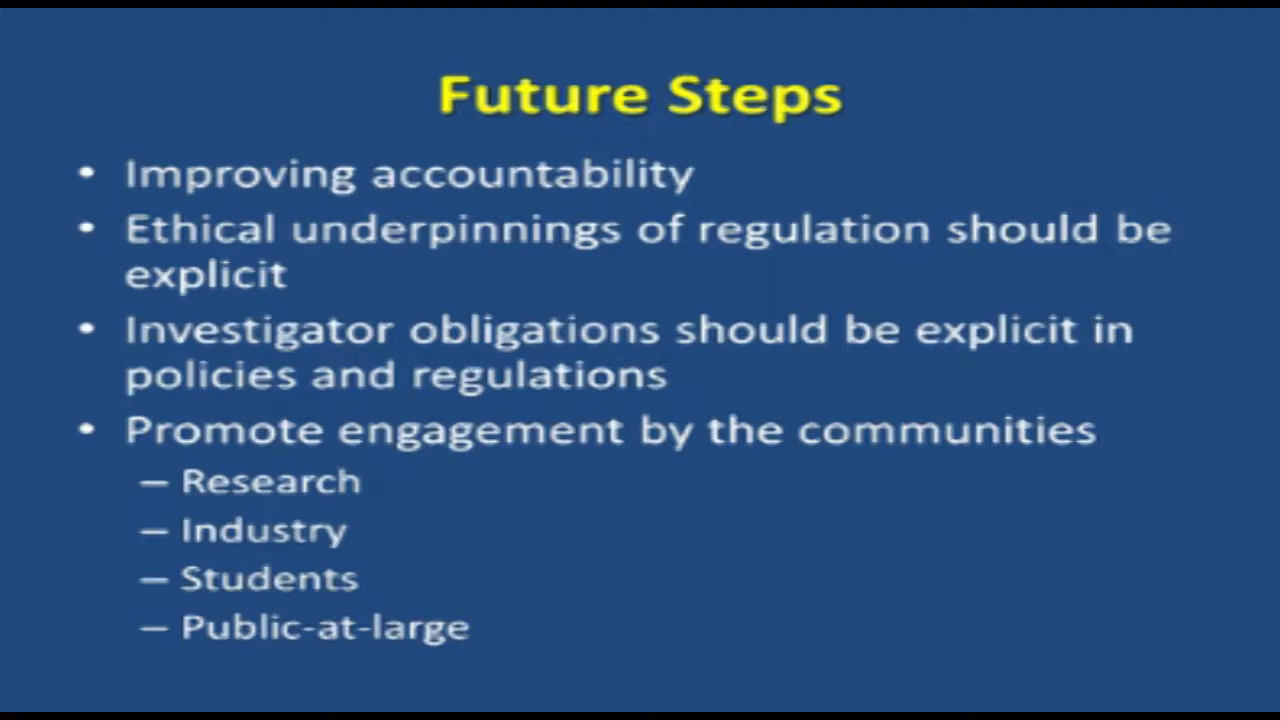 Future Steps
• Improving accountability
• Ethical underpinnings of regulation should be
explicit
• Investigator obligations should be explicit in
policies and regulations
• Promote engagement by the communities
– Research
– Industry
– Students
– Public-at-large